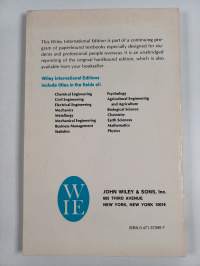 This Wiley International Edition is part of a continuing pro-
gram of paperbound textbooks especially designed for stu-
dents and professional people overseas. It is an unabridged
reprinting of the original hardbound edition, which is also
available from your bookseller.
Wiley International Editions
include titles in the fields of:
Chemical Engineering
Civil Engineering
Electrical Engineering
Mechanics
Metallurgy
Mechanical Engineering
Business Management
Statistics
Psychology
Agricultural Engineering
and Agriculture
Biological Sciences
Chemistry
Earth Sciences
Mathematics
Physics
W
IE
JOHN WILEY & SONS, Inc.
605 THIRD AVENUE
NEW YORK, NEW YORK 10016